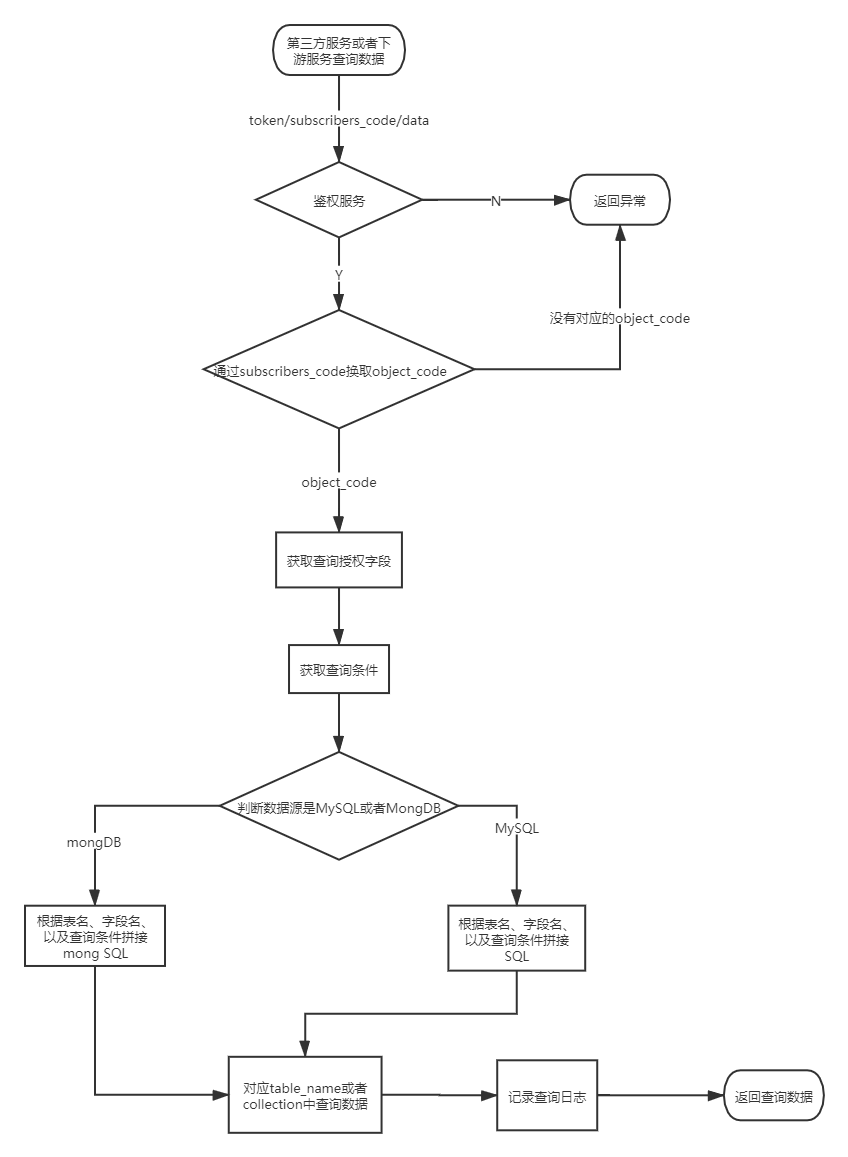 第三方服务或者下
游服务查询数据
token/subscribers_code/data
鉴权服务
N
返回异常
Y
没有对应的object_code
通过subscribers_code换取object_code
object_code
获取查询授权字段
获取查询条件
判断数据源是MySQL或者MongDB
mongDB
MySQL
根据表名、字段名、
以及查询条件拼接
mong SQL
根据表名、字段名、
以及查询条件拼接
SQL
对应table_name或者
collection中查询数据
记录查询日志
返回查询数据